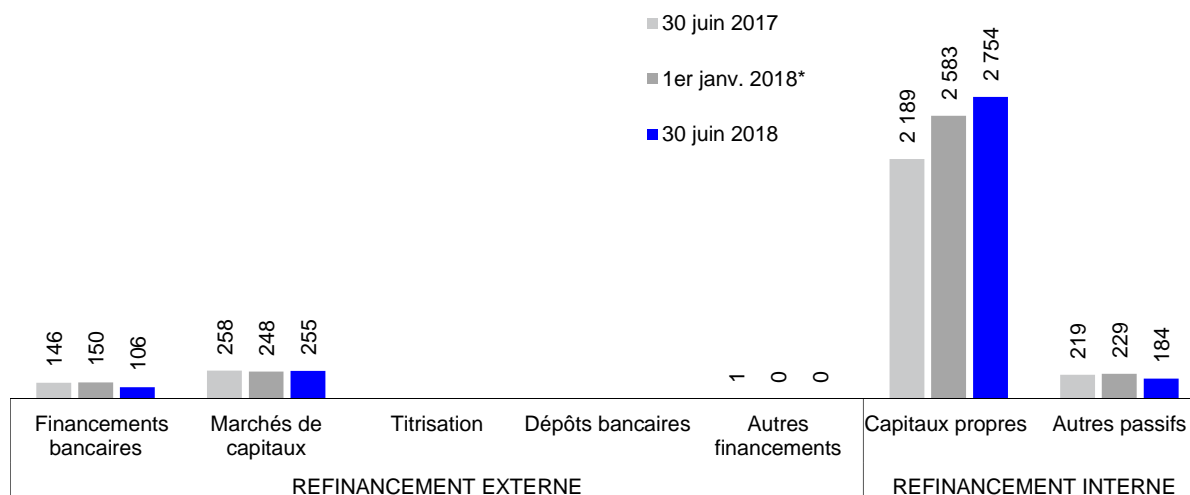 30 juin 2017
1er janv. 2018*
30 juin 2018
146
150
106
258
248
255
1
0
0
2 189
2 583
2 754
219
229
184
Financements
bancaires
Marchés de
capitaux
Titrisation
Dépôts bancaires
Autres
financements
Capitaux propres
Autres passifs
REFINANCEMENT EXTERNE
REFINANCEMENT INTERNE